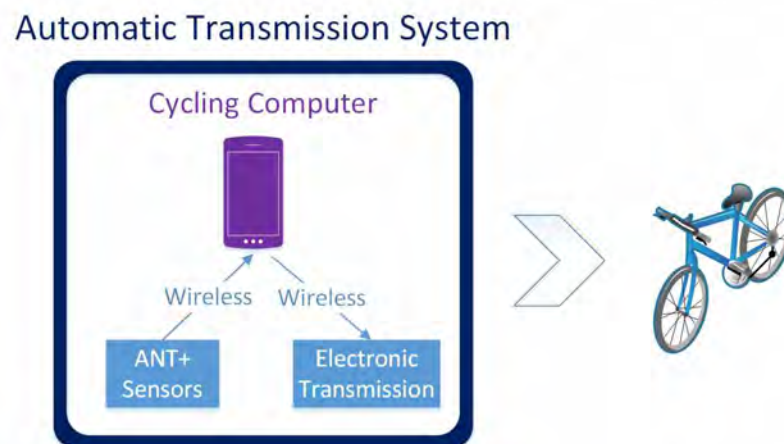 Automatic Transmission System
Cycling Computer
Wireless Wireless
ANT+
Sensors
Electronic
Transmission